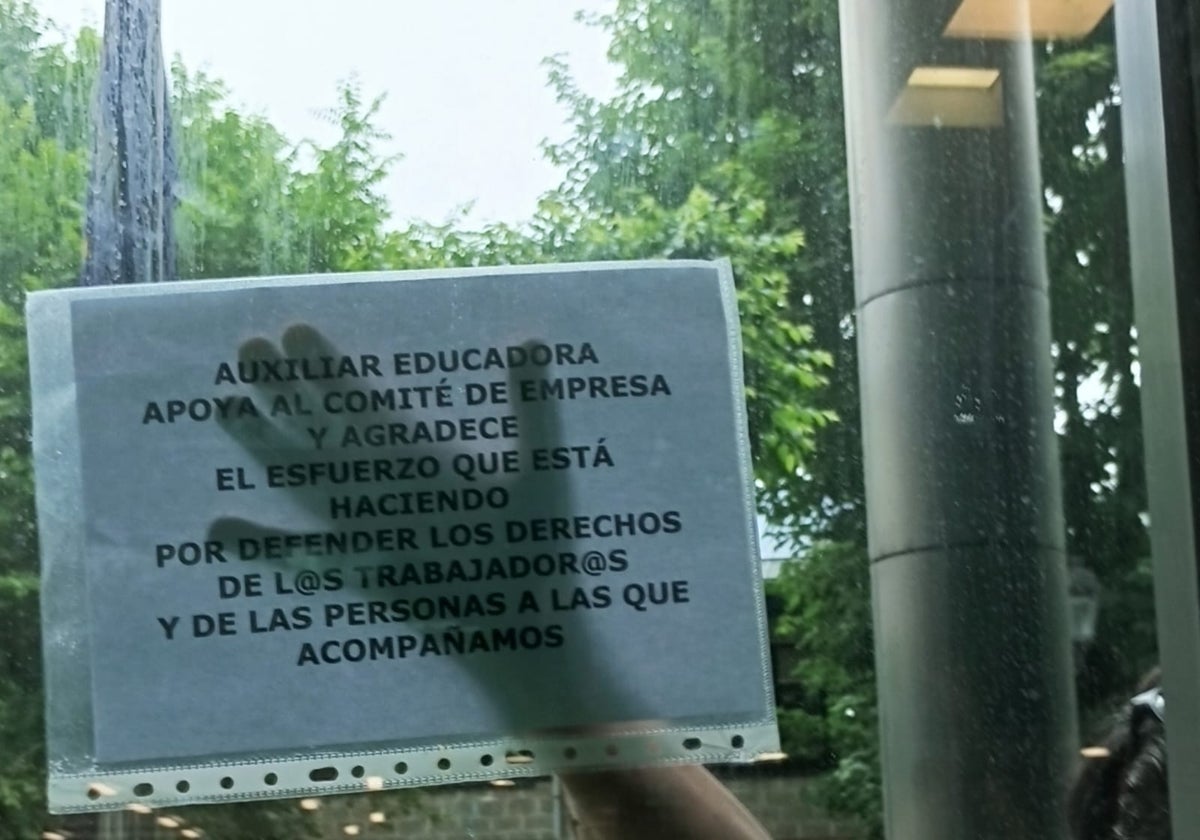 AUXILIAR EDUCADORA
APOYA AL COMITÉ DE EMPRESA
Y AGRADECE
EL ESFUERZO QUE ESTÁ
HACIENDO
POR DEFENDER LOS DERECHOS
DE L@S TRABAJADOR@S
Y DE LAS PERSONAS A LAS QUE
ACOMPAÑAMOS